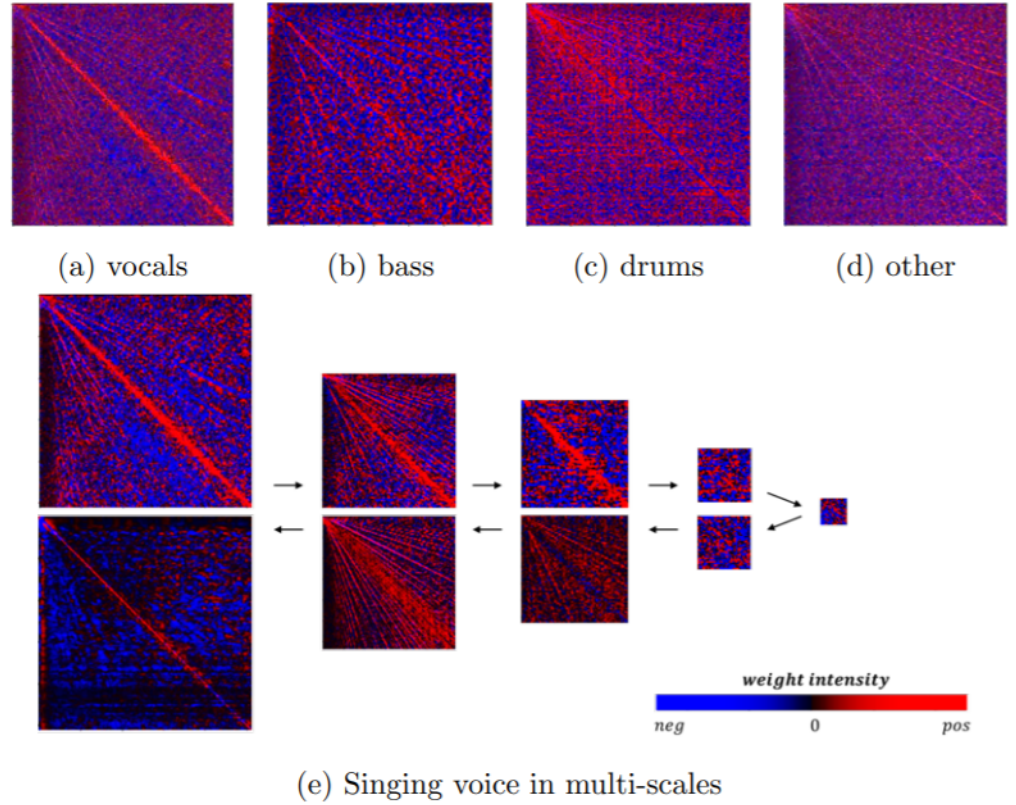 (a) vocals
(b) bass
(c) drums
(d) other
weight intensity
neg
0
pos
(e) Singing voice in multi-scales